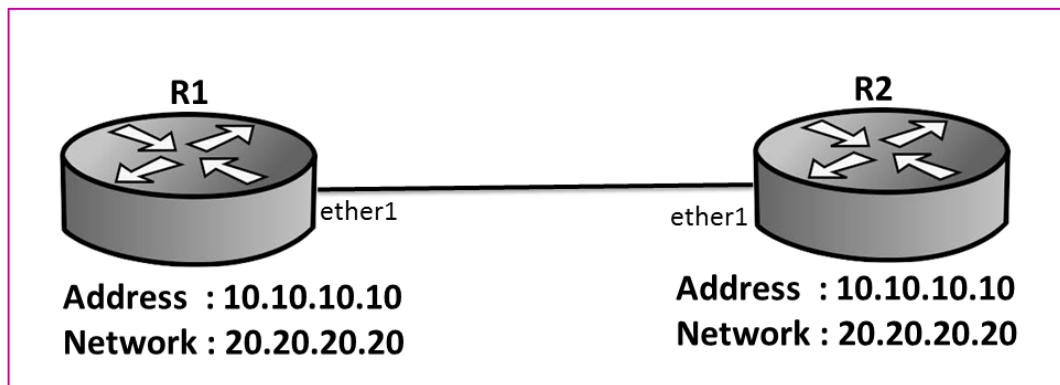 R1
R2
ether1
ether1
Address : 10.10.10.10
Network : 20.20.20.20
Address : 10.10.10.10
Network : 20.20.20.20